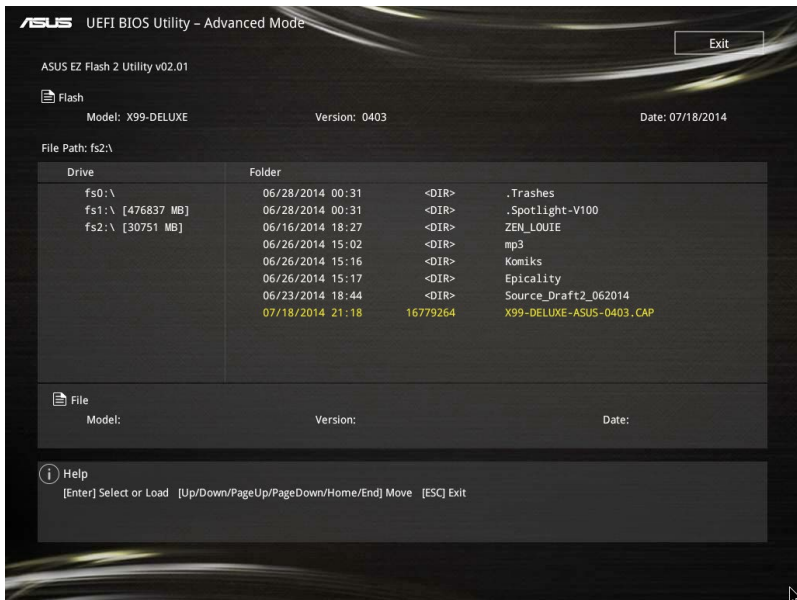 ASUS UEFI BIOS Utility – Advanced Mode
Exit
ASUS EZ Flash 2 Utility v02.01
Flash
Model: X99-DELUXE Version: 0403 Date: 07/18/2014
File Path: fs2:\
Drive Folder
fs0:\ 06/28/2014 00:31 <DIR> .Trashes
fs1:\ [476837 MB] 06/28/2014 00:31 <DIR> .Spotlight-V100
fs2:\ [30751 MB] 06/16/2014 18:27 <DIR> ZEN_LOUIE
06/26/2014 15:02 <DIR> mp3
06/26/2014 15:16 <DIR> Komiks
06/26/2014 15:17 <DIR> Epicality
06/23/2014 18:44 <DIR> Source_Draft2_062014
07/18/2014 21:18 16779264 X99-DELUXE-ASUS-0403.CAP
File
Model: Version: Date:
Help
[Enter] Select or Load [Up/Down/PageUp/PageDown/Home/End] Move [ESC] Exit